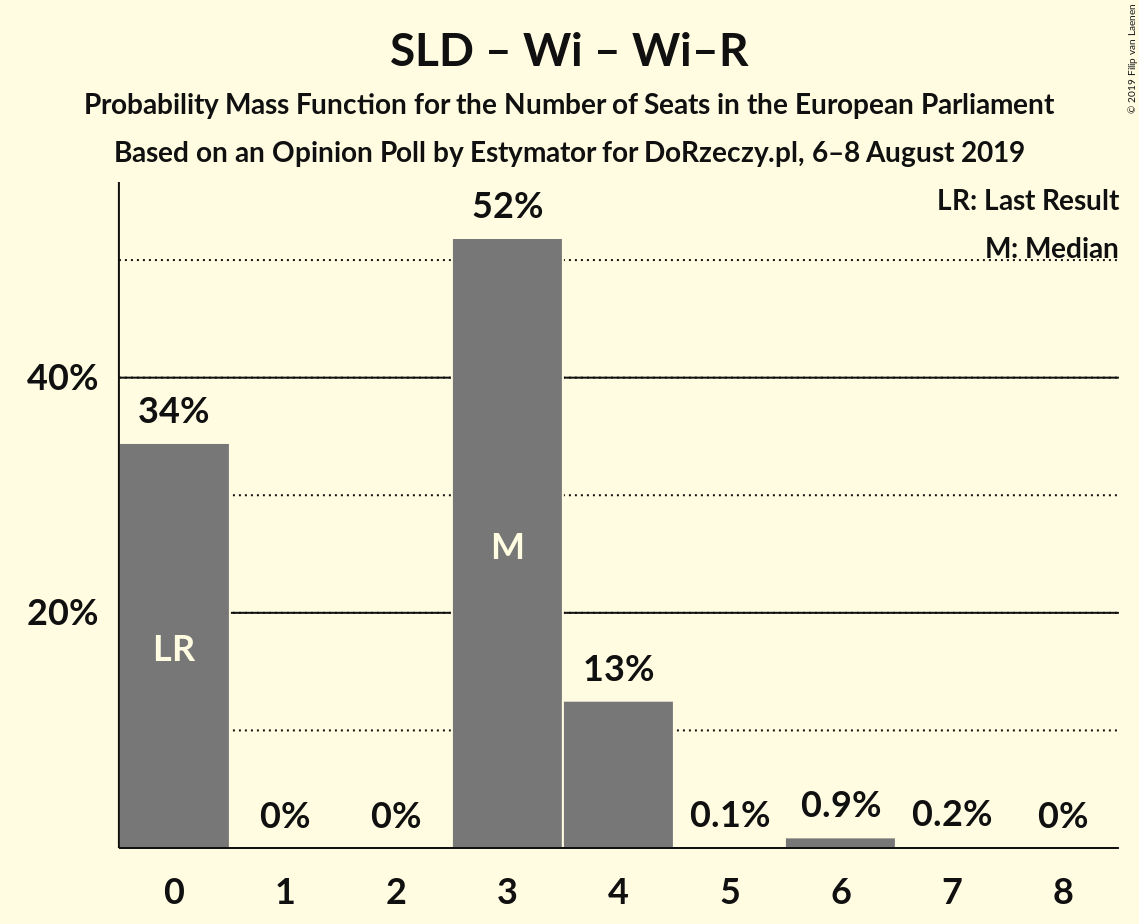 SLD – Wi – Wi–R
Probability Mass Function for the Number of Seats in the European Parliament
Based on an Opinion Poll by Estymator for DoRzeczy.pl, 6–8 August 2019
© 2019 Filip van Laenen
LR: Last Result
M: Median
52%
40%
34%
M
20%
LR
13%
0%
0%
0.1%
0.9%
0.2%
0%
0 1 2 3 4 5 6 7 8